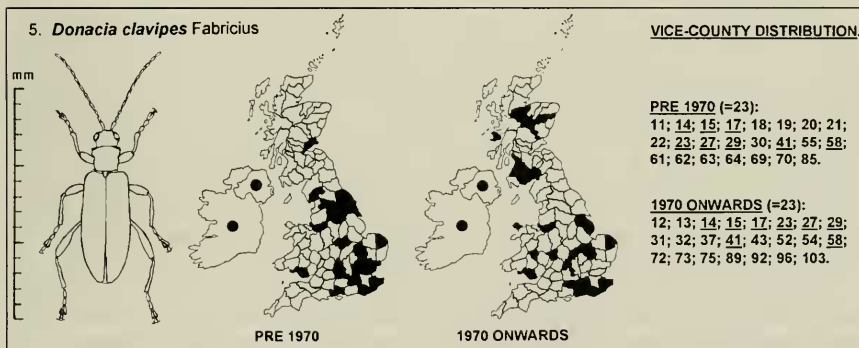 5. Donacia clavipes Fabricius
mm
PRE 1970
1970 ONWARDS
VICE-COUNTY DISTRIBUTION.
PRE 1970 (=23):
11; 14; 15; 17; 18; 19; 20; 21;
22; 23; 27; 29; 30; 41; 55; 58;
61; 62; 63; 64; 69; 70; 85.
1970 ONWARDS (=23):
12; 13; 14; 15; 17; 23; 27; 29;
31; 32; 37; 41; 43; 52; 54; 58;
72; 73; 75; 89; 92; 96; 103.